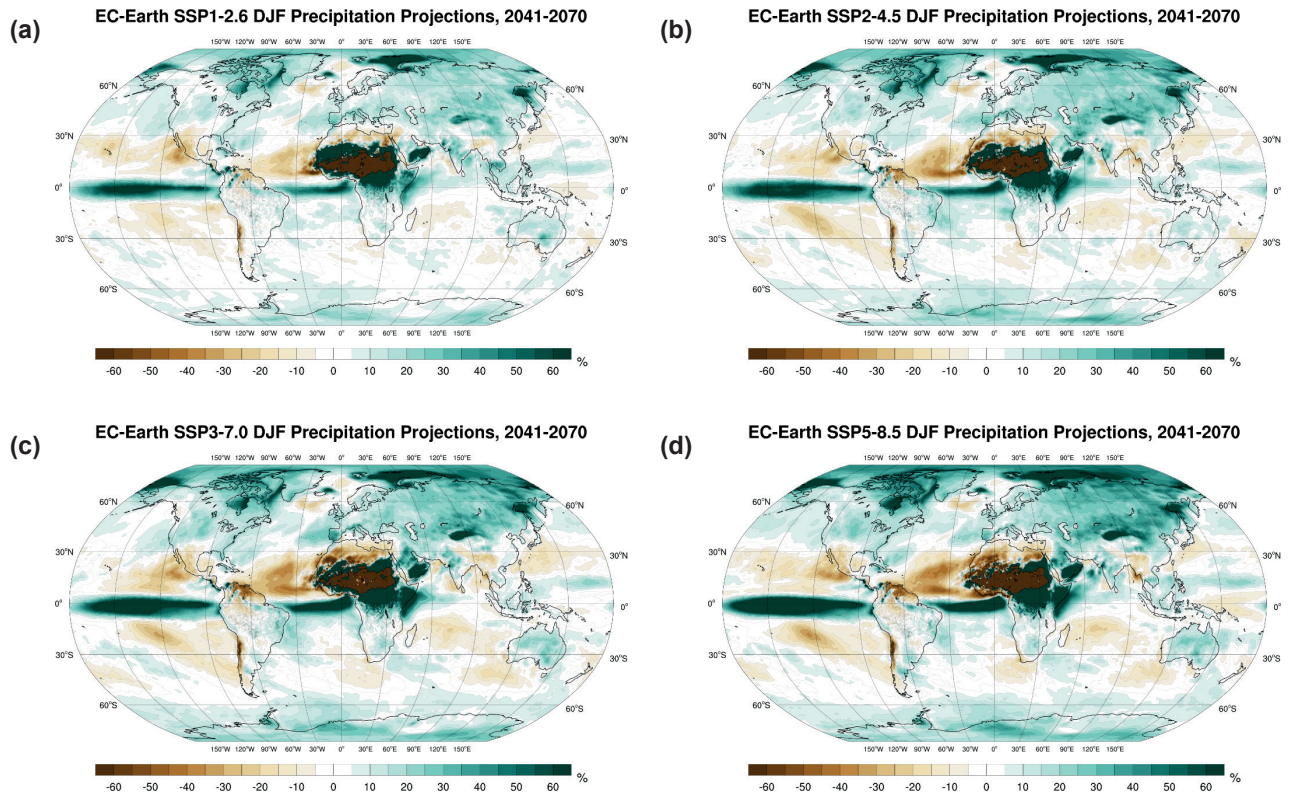 (a)
EC-Earth SSP1-2.6 DJF Precipitation Projections, 2041-2070
150°W 120°W 90°W 60°W 30°W 0° 30°E 60°E 90°E 120°E 150°E
60°N 60°N
30°N 30°N
0° 0°
30°S 30°S
60°S 60°S
150°W 120°W 90°W 60°W 30°W 0° 30°E 60°E 90°E 120°E 150°E
-60 -50 -40 -30 -20 -10 0 10 20 30 40 50 60 %
(b)
EC-Earth SSP2-4.5 DJF Precipitation Projections, 2041-2070
150°W 120°W 90°W 60°W 30°W 0° 30°E 60°E 90°E 120°E 150°E
60°N 60°N
30°N 30°N
0° 0°
30°S 30°S
60°S 60°S
150°W 120°W 90°W 60°W 30°W 0° 30°E 60°E 90°E 120°E 150°E
-60 -50 -40 -30 -20 -10 0 10 20 30 40 50 60 %
(c)
EC-Earth SSP3-7.0 DJF Precipitation Projections, 2041-2070
150°W 120°W 90°W 60°W 30°W 0° 30°E 60°E 90°E 120°E 150°E
60°N 60°N
30°N 30°N
0° 0°
30°S 30°S
60°S 60°S
150°W 120°W 90°W 60°W 30°W 0° 30°E 60°E 90°E 120°E 150°E
-60 -50 -40 -30 -20 -10 0 10 20 30 40 50 60 %
(d)
EC-Earth SSP5-8.5 DJF Precipitation Projections, 2041-2070
150°W 120°W 90°W 60°W 30°W 0° 30°E 60°E 90°E 120°E 150°E
60°N 60°N
30°N 30°N
0° 0°
30°S 30°S
60°S 60°S
150°W 120°W 90°W 60°W 30°W 0° 30°E 60°E 90°E 120°E 150°E
-60 -50 -40 -30 -20 -10 0 10 20 30 40 50 60 %